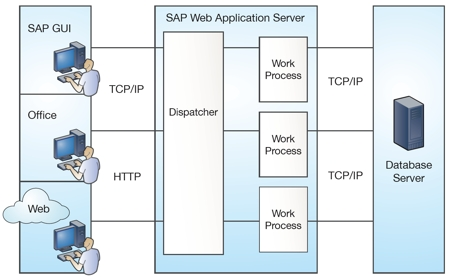 SAP Web Application Server
SAP GUI
Office
Web
TCP/IP
HTTP
Dispatcher
Work
Process
Work
Process
Work
Process
TCP/IP
TCP/IP
Database
Server